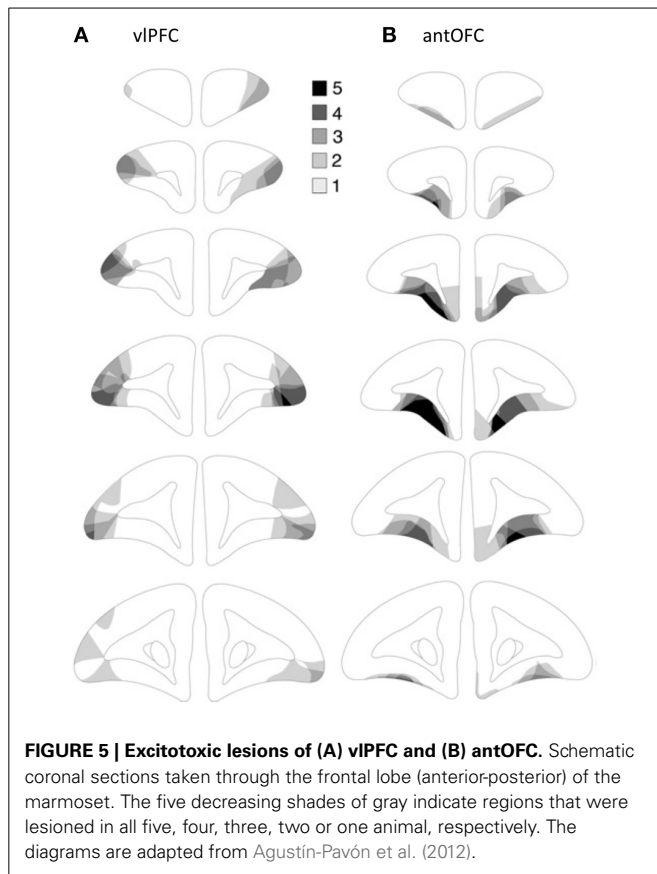 A vlPFC B antOFC
5
4
3
2
1
FIGURE 5 | Excitotoxic lesions of (A) vlPFC and (B) antOFC. Schematic
coronal sections taken through the frontal lobe (anterior-posterior) of the
marmoset. The five decreasing shades of gray indicate regions that were
lesioned in all five, four, three, two or one animal, respectively. The
diagrams are adapted from Agustín-Pavón et al. (2012).